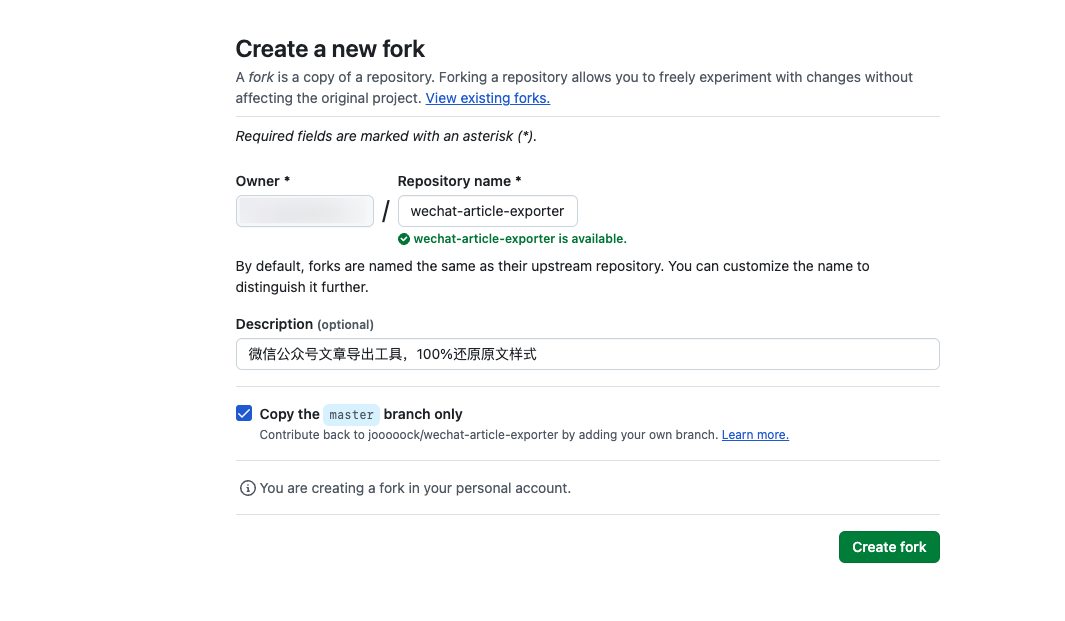 Create a new fork
A fork is a copy of a repository. Forking a repository allows you to freely experiment with changes without
affecting the original project. View existing forks.
Required fields are marked with an asterisk (*).
Owner *
Repository name *
/
wechat-article-exporter
wechat-article-exporter is available.
By default, forks are named the same as their upstream repository. You can customize the name to
distinguish it further.
Description (optional)
微信公众号文章导出工具，100%还原原文样式
Copy the master branch only
Contribute back to jooooock/wechat-article-exporter by adding your own branch. Learn more.
You are creating a fork in your personal account.
Create fork